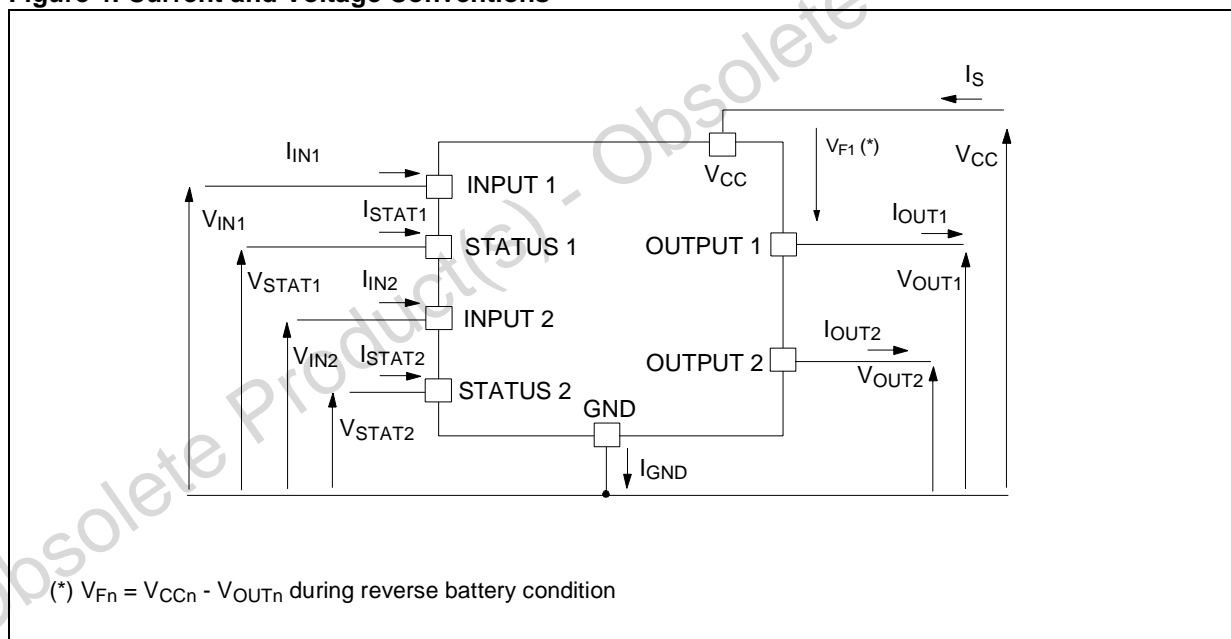 Figure 4. Current and Voltage Conventions
IS
IIN1
VF1 (*)
VCC
VCC
INPUT 1
VIN1
ISTAT1
IOUT1
STATUS 1
OUTPUT 1
VSTAT1
IIN2
VOUT1
INPUT 2
IOUT2
VIN2
ISTAT2
OUTPUT 2
VOUT2
STATUS 2
GND
VSTAT2
IGND
(*) VFn = VCCn - VOUTn during reverse battery condition
Obsolete Product(s) - Obsolete